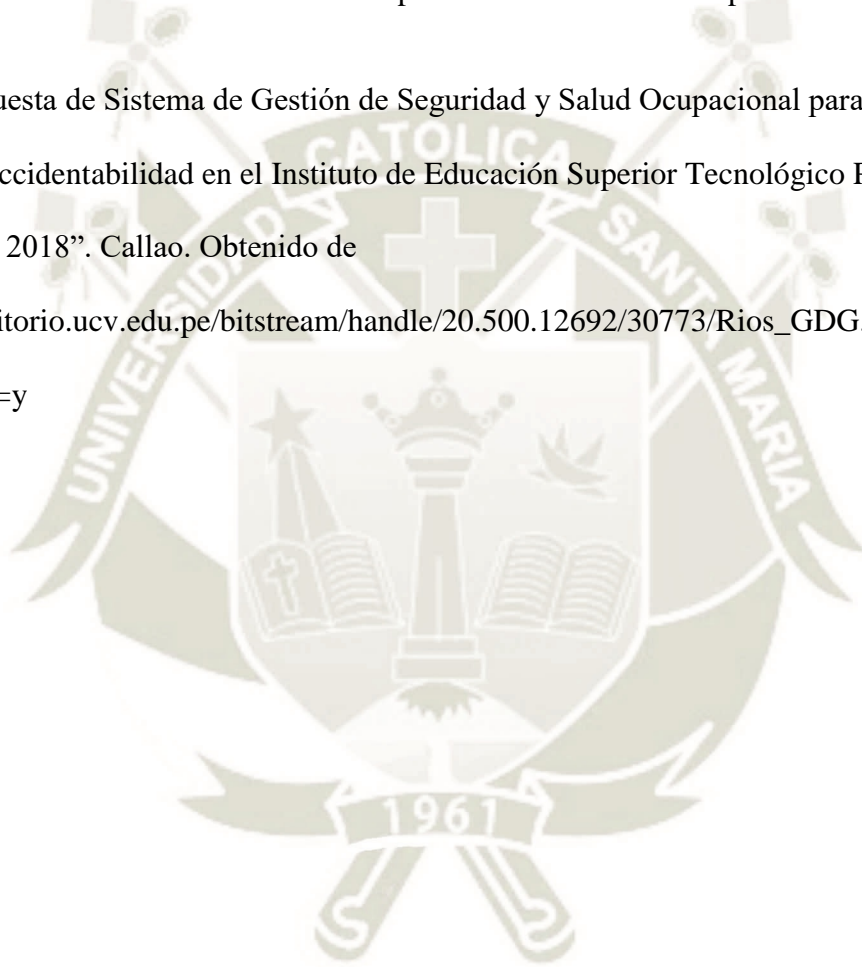 uesta de Sistema de Gestión de Seguridad y Salud Ocupacional para
ccidentabilidad en el Instituto de Educación Superior Tecnológico
2018”. Callao. Obtenido de
itorio.ucv.edu.pe/bitstream/handle/20.500.12692/30773/Rios_GDG.
=y
UNIVERSIDAD CATÓLICA SANTA MARIA
1961